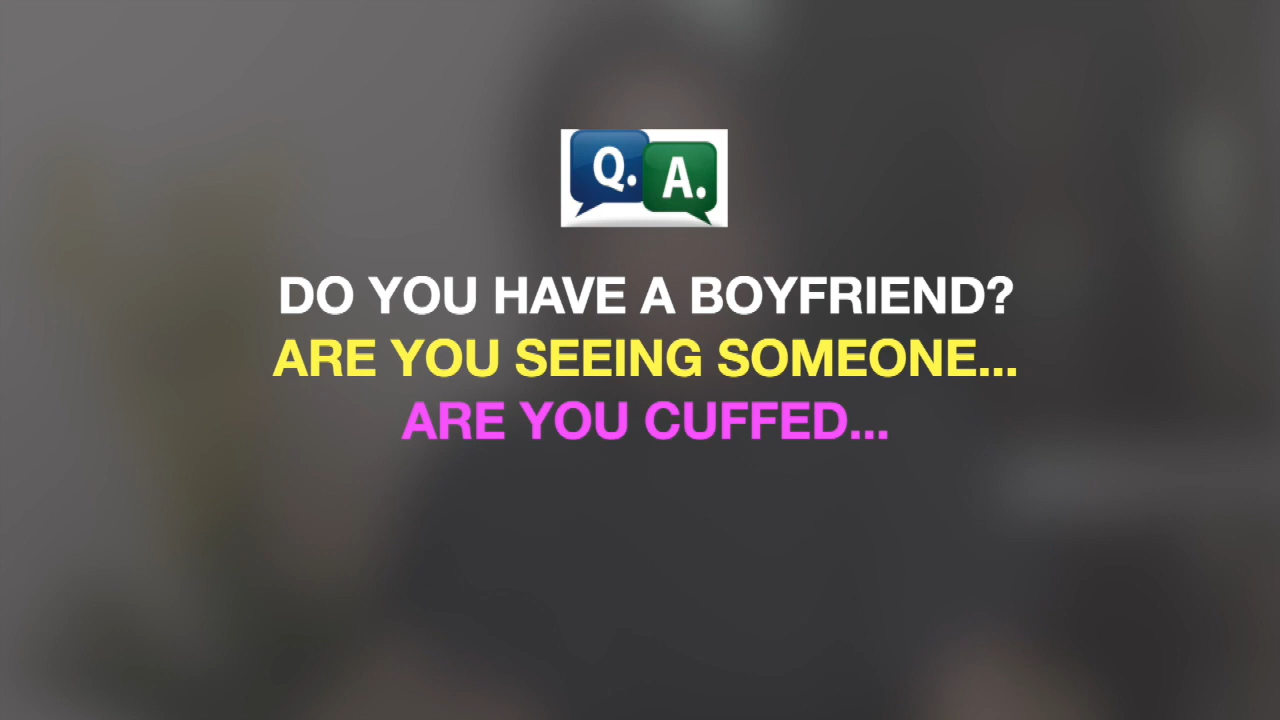 Q. A.
DO YOU HAVE A BOYFRIEND?
ARE YOU SEEING SOMEONE...
ARE YOU CUFFED...